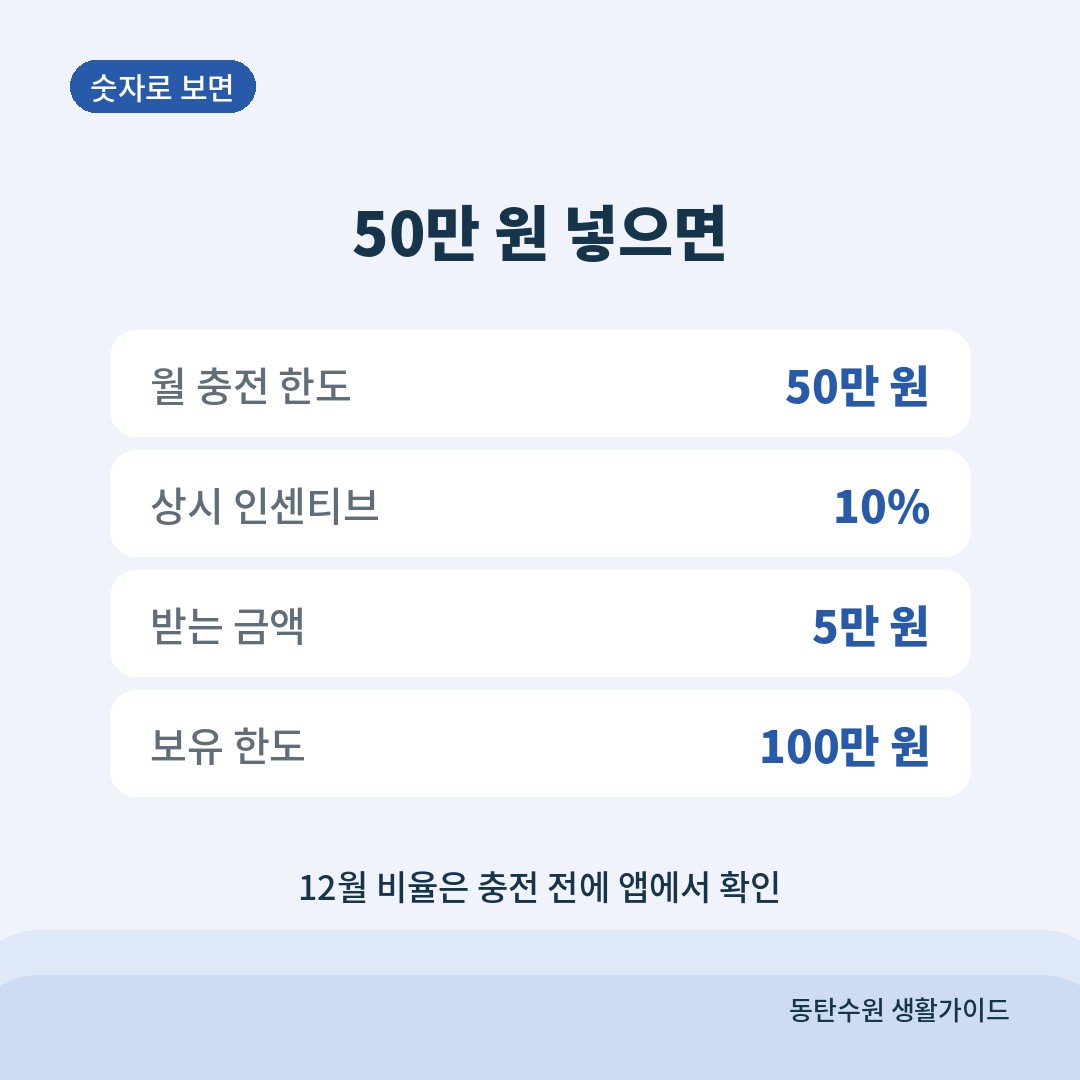 숫자로 보면
50만 원 넣으면
월 충전 한도 50만 원
상시 인센티브 10%
받는 금액 5만 원
보유 한도 100만 원
12월 비율은 충전 전에 앱에서 확인
동탄수원 생활가이드